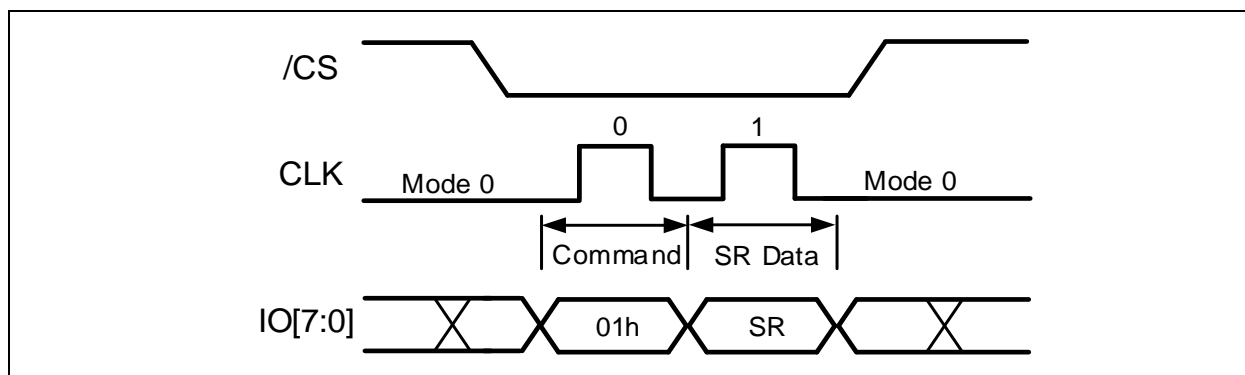 /CS
0 1
CLK Mode 0 Mode 0
Command SR Data
IO[7:0] 01h SR